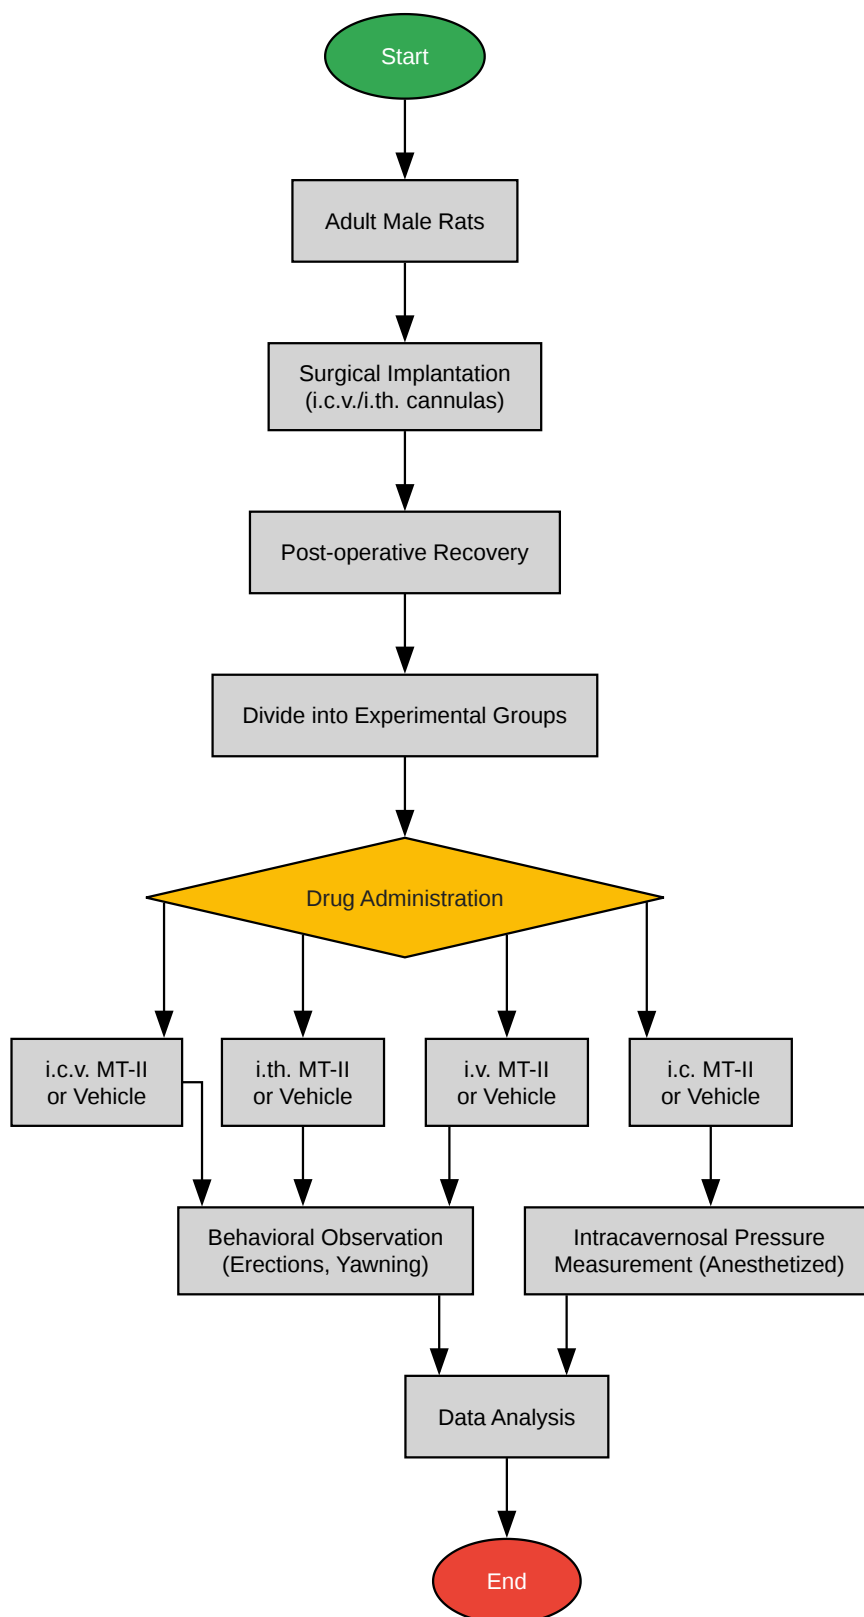 Start
Adult Male Rats
Surgical Implantation
(i.c.v./i.th. cannulas)
Post-operative Recovery
Divide into Experimental Groups
Drug Administration
i.c.v. MT-II
or Vehicle
i.th. MT-II
or Vehicle
i.v. MT-II
or Vehicle
i.c. MT-II
or Vehicle
Behavioral Observation
(Erections, Yawning)
Intracavernosal Pressure
Measurement (Anesthetized)
Data Analysis
End